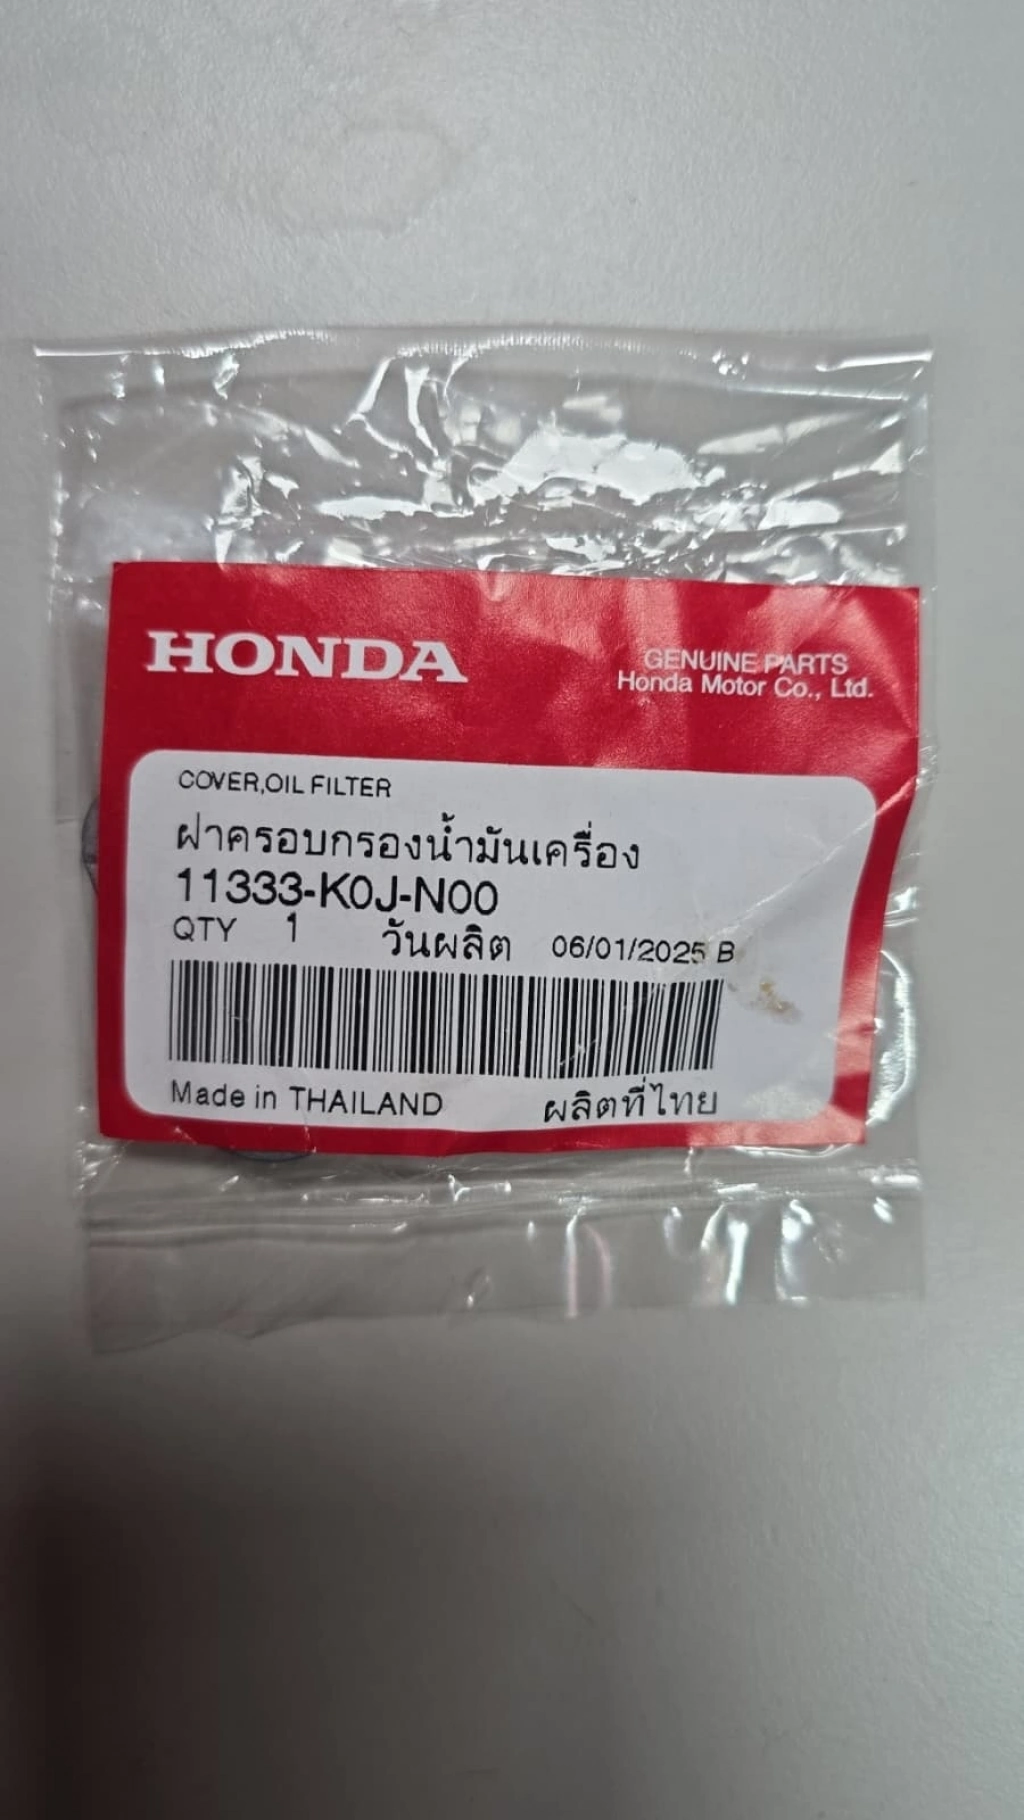 HONDA
GENUINE PARTS
Honda Motor Co., Ltd.
COVER,OIL FILTER
ฝาครอบกรองน้ำมันเครื่อง
11333-K0J-N00
QTY 1 วันผลิต 06/01/2025 B
Made in THAILAND ผลิตที่ไทย